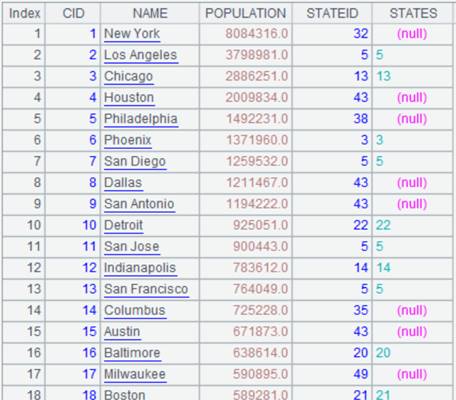 Index CID NAME POPULATION STATEID STATES
1 1 New York 8084316.0 32 (null)
2 2 Los Angeles 3798981.0 5 5
3 3 Chicago 2886251.0 13 13
4 4 Houston 2009834.0 43 (null)
5 5 Philadelphia 1492231.0 38 (null)
6 6 Phoenix 1371960.0 3 3
7 7 San Diego 1259532.0 5 5
8 8 Dallas 1211467.0 43 (null)
9 9 San Antonio 1194222.0 43 (null)
10 10 Detroit 925051.0 22 22
11 11 San Jose 900443.0 5 5
12 12 Indianapolis 783612.0 14 14
13 13 San Francisco 764049.0 5 5
14 14 Columbus 725228.0 35 (null)
15 15 Austin 671873.0 43 (null)
16 16 Baltimore 638614.0 20 20
17 17 Milwaukee 590895.0 49 (null)
18 18 Boston 589281.0 21 21